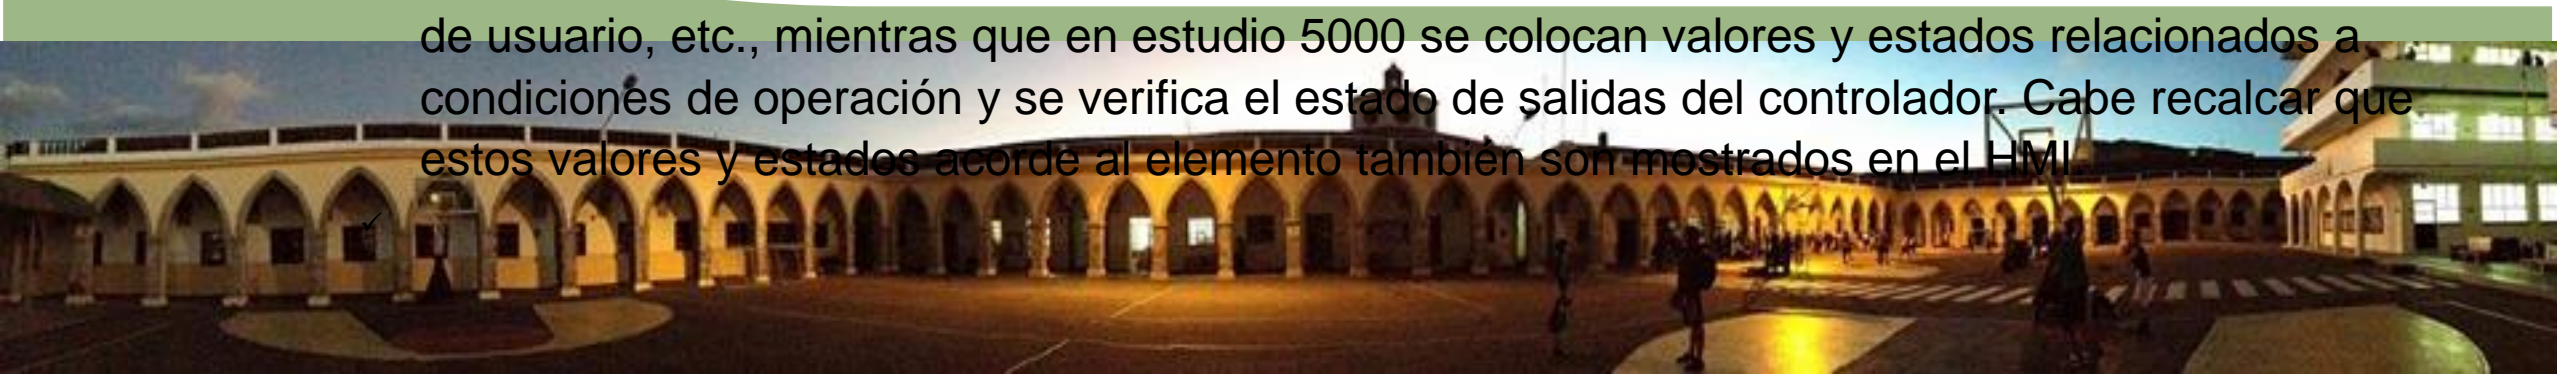 de usuario, etc., mientras que en estudio 5000 se colocan valores y estados relacionados a
condiciones de operación y se verifica el estado de salidas del controlador. Cabe recalcar que
estos valores y estados acorde al elemento también son mostrados en el HMI.
✓